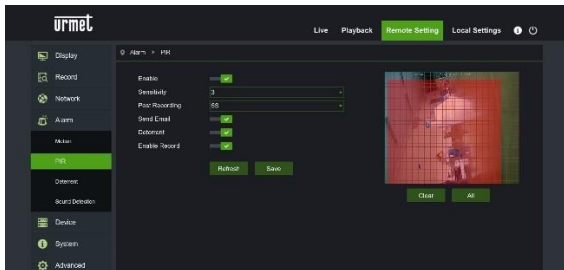 urmet
Live Playback Remote Setting Local Settings
Display
Record
Network
Alarm
Motion
PIR
Deterrent
Sound Detection
Device
System
Advanced
Alarm > PIR
Enable
Sensitivity 3
Post Recording 5S
Send Email
Deterrent
Enable Record
Refresh Save
Clear All